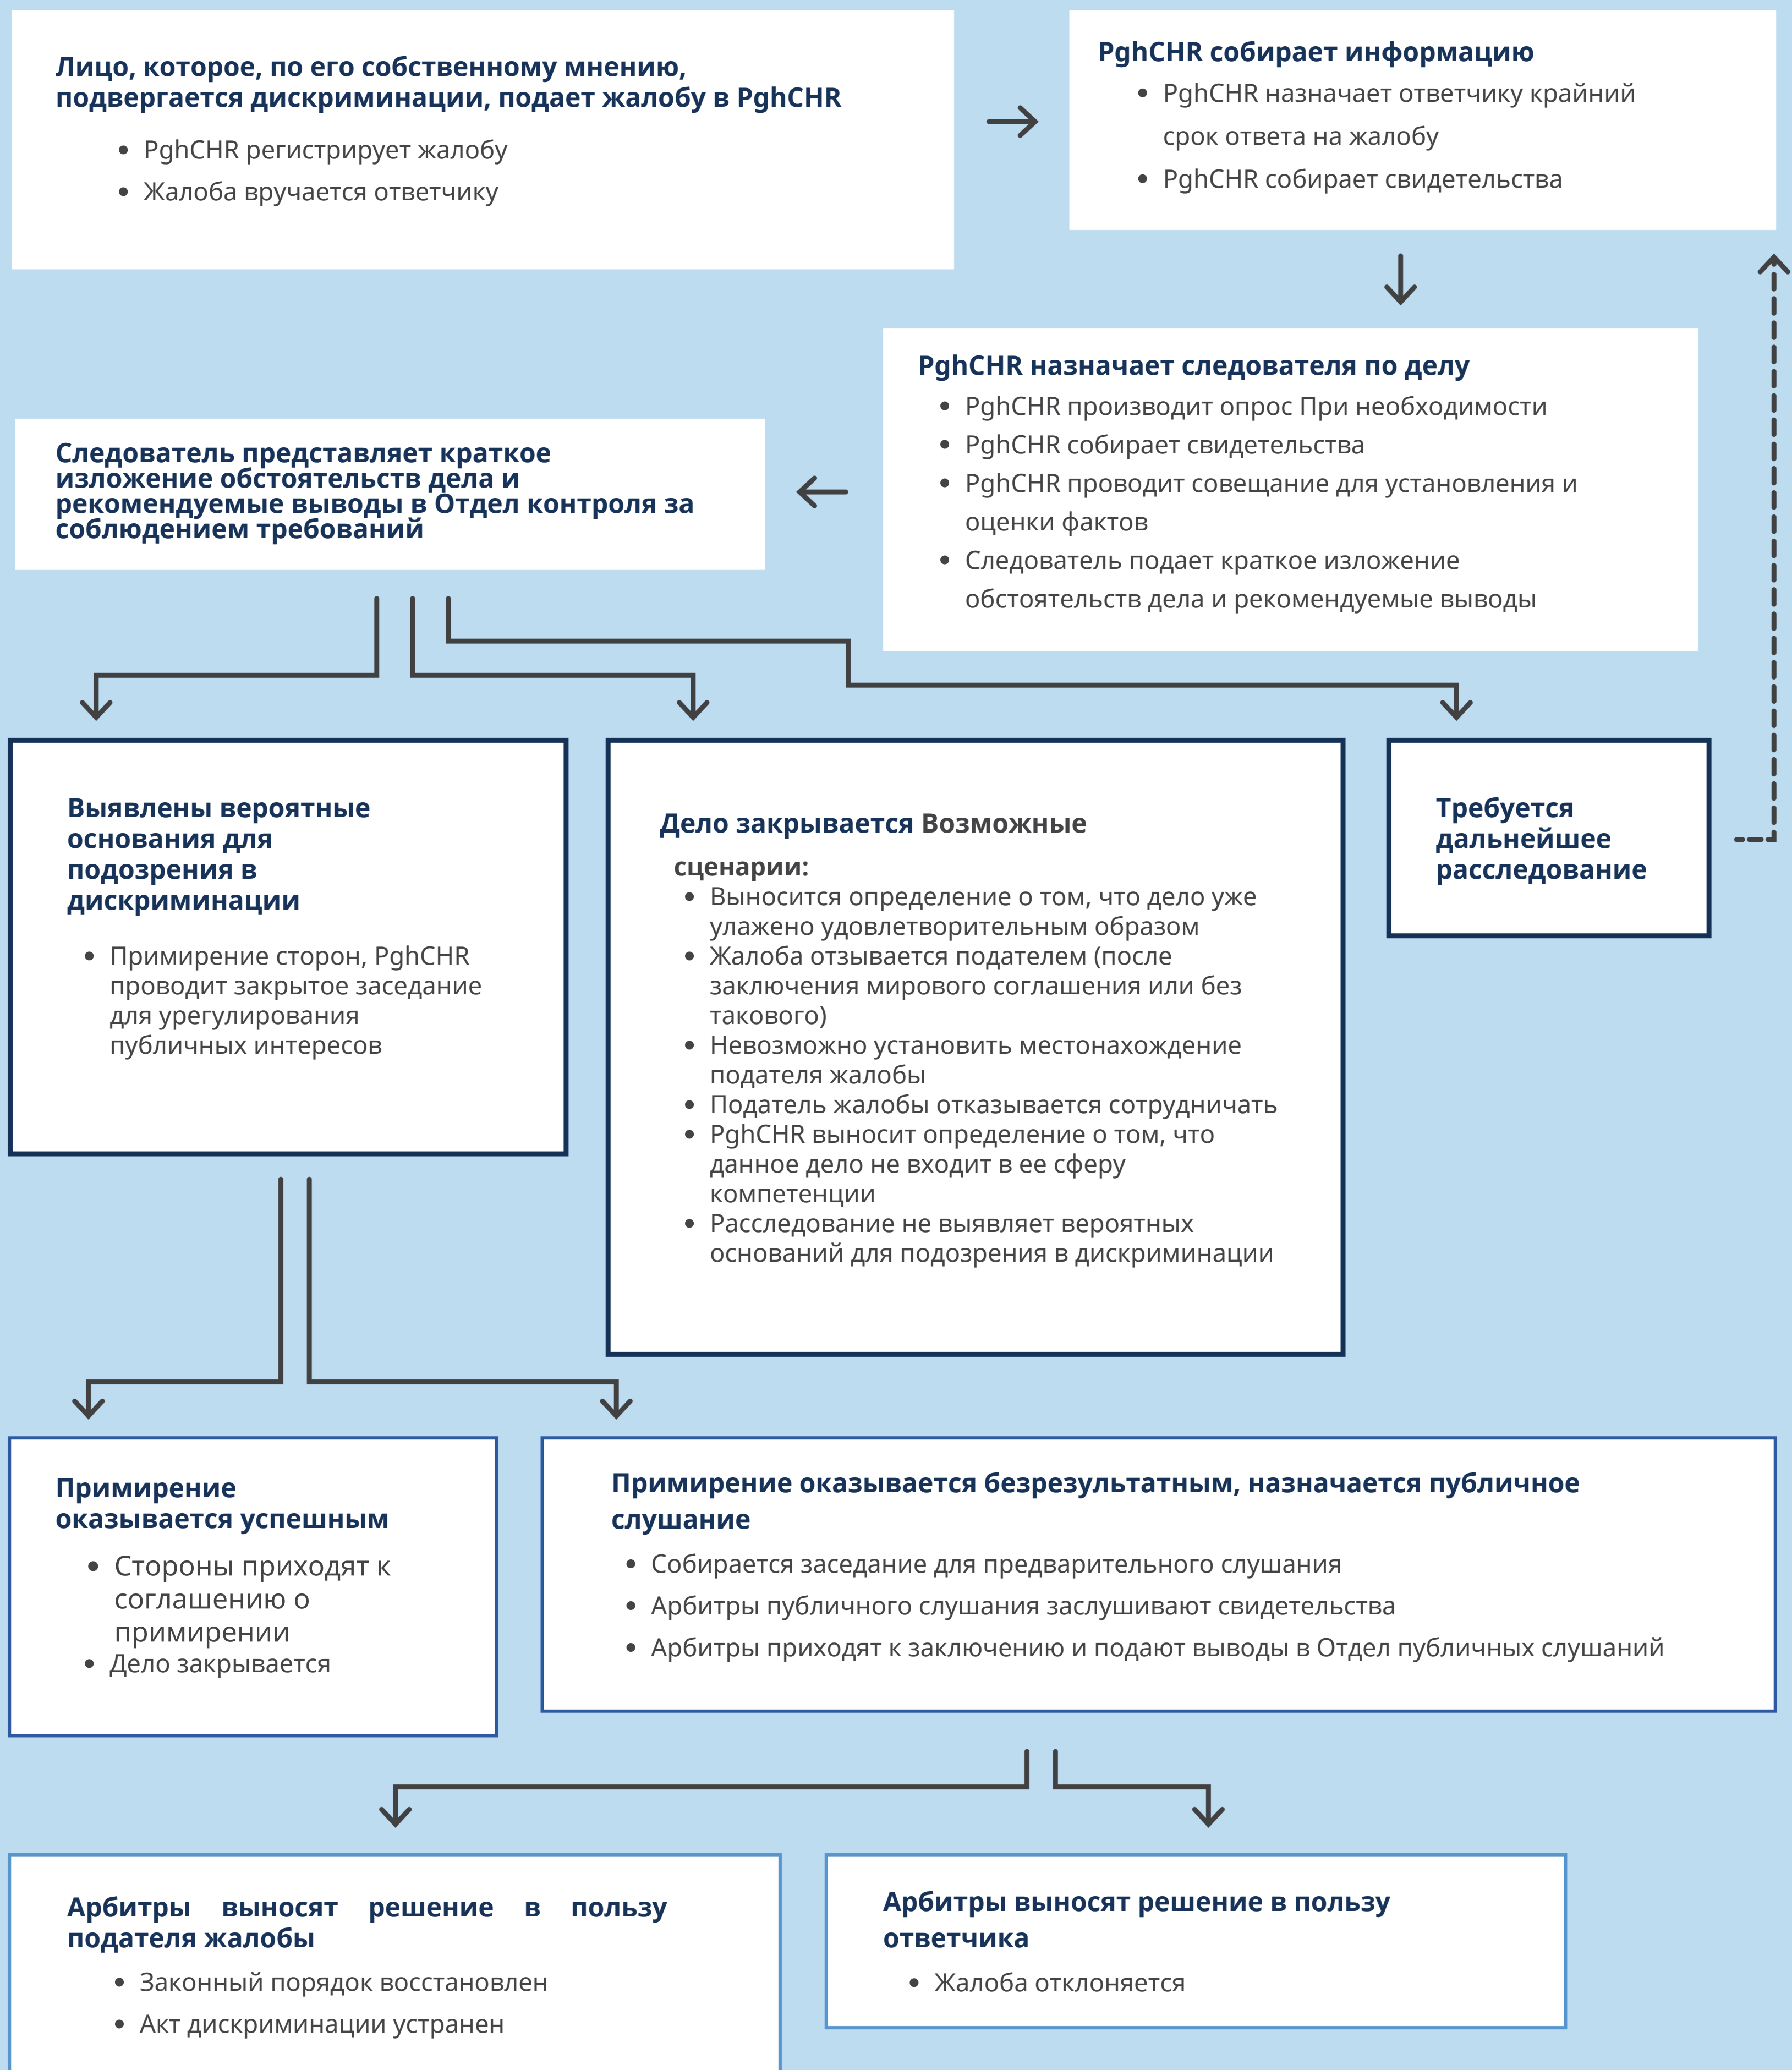 Лицо, которое, по его собственному мнению,
подвергается дискриминации, подает жалобу в PghCHR
• PghCHR регистрирует жалобу
• Жалоба вручается ответчику
PghCHR собирает информацию
• PghCHR назначает ответчику крайний
срок ответа на жалобу
• PghCHR собирает свидетельства
PghCHR назначает следователя по делу
• PghCHR производит опрос При необходимости
• PghCHR собирает свидетельства
• PghCHR проводит совещание для установления и
оценки фактов
• Следователь подает краткое изложение
обстоятельств дела и рекомендуемые выводы
Следователь представляет краткое
изложение обстоятельств дела и
рекомендуемые выводы в Отдел контроля за
соблюдением требований
Выявлены вероятные
основания для
подозрения в
дискриминации
• Примирение сторон, PghCHR
проводит закрытое заседание
для урегулирования
публичных интересов
Дело закрывается Возможные
сценарии:
• Выносится определение о том, что дело уже
улажено удовлетворительным образом
• Жалоба отзывается подателем (после
заключения мирового соглашения или без
такового)
• Невозможно установить местонахождение
подателя жалобы
• Податель жалобы отказывается сотрудничать
• PghCHR выносит определение о том, что
данное дело не входит в ее сферу
компетенции
• Расследование не выявляет вероятных
оснований для подозрения в дискриминации
Требуется
дальнейшее
расследование
Примирение
оказывается успешным
• Стороны приходят к
соглашению о
примирении
• Дело закрывается
Примирение оказывается безрезультатным, назначается публичное
слушание
• Собирается заседание для предварительного слушания
• Арбитры публичного слушания заслушивают свидетельства
• Арбитры приходят к заключению и подают выводы в Отдел публичных слушаний
Арбитры выносят решение в пользу
подателя жалобы
• Законный порядок восстановлен
• Акт дискриминации устранен
Арбитры выносят решение в пользу
ответчика
• Жалоба отклоняется